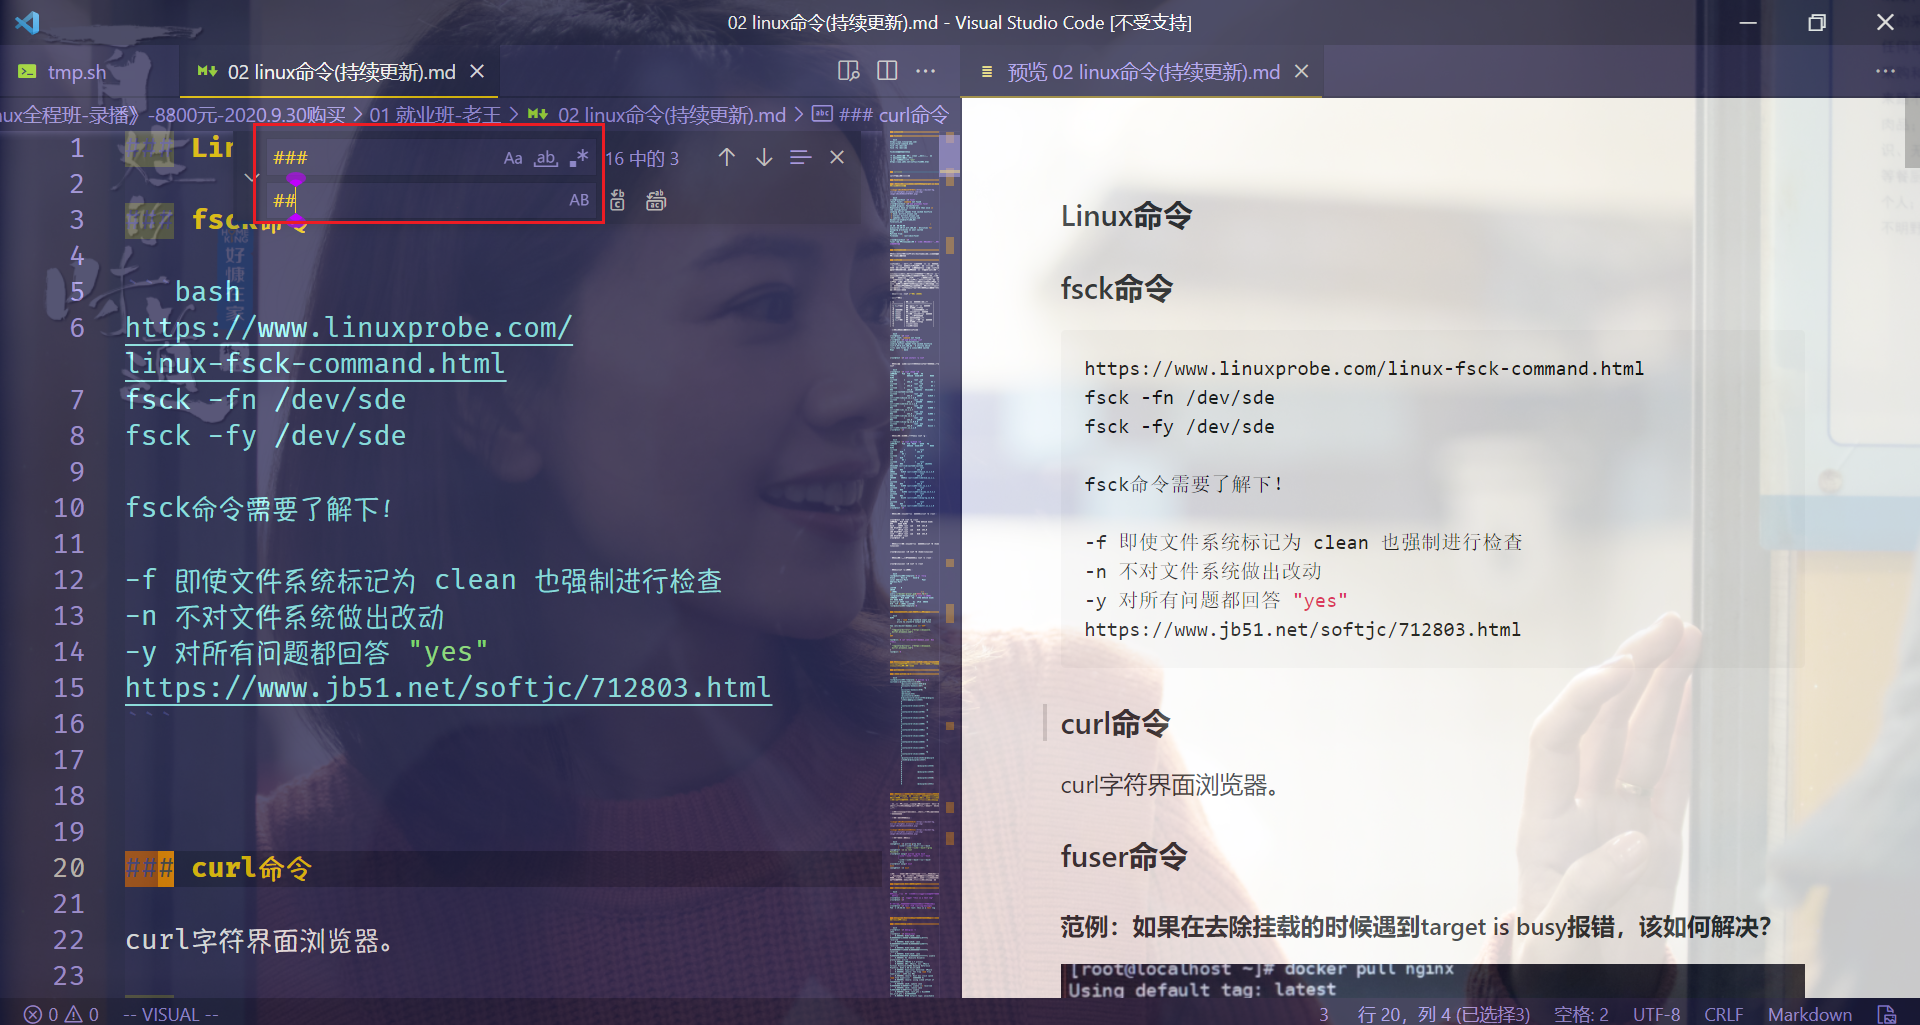 02 linux命令(持续更新).md - Visual Studio Code [不受支持]
tmp.sh
02 linux命令(持续更新).md
预览 02 linux命令(持续更新).md
nux全程班-录播》-8800元-2020.9.30购买 > 01 就业班-老王 > 02 linux命令(持续更新).md > ### curl命令
###
Aa ab .*
16 中的 3
##
AB
1 Lin
2
3 fsck命令
4
5 bash
6 https://www.linuxprobe.com/
linux-fsck-command.html
7 fsck -fn /dev/sde
8 fsck -fy /dev/sde
9
10 fsck命令需要了解下!
11
12 -f 即使文件系统标记为 clean 也强制进行检查
13 -n 不对文件系统做出改动
14 -y 对所有问题都回答 "yes"
15 https://www.jb51.net/softjc/712803.html
16 ```
17
18
19
20 ### curl命令
21
22 curl字符界面浏览器。
23
Linux命令
fsck命令
https://www.linuxprobe.com/linux-fsck-command.html
fsck -fn /dev/sde
fsck -fy /dev/sde
fsck命令需要了解下!
-f 即使文件系统标记为 clean 也强制进行检查
-n 不对文件系统做出改动
-y 对所有问题都回答 "yes"
https://www.jb51.net/softjc/712803.html
curl命令
curl字符界面浏览器。
fuser命令
范例：如果在去除挂载的时候遇到target is busy报错，该如何解决?
[root@localhost ~]# docker pull nginx
Using default tag: latest
0 0 -- VISUAL --
3 行 20，列 4 (已选择3) 空格: 2 UTF-8 CRLF Markdown